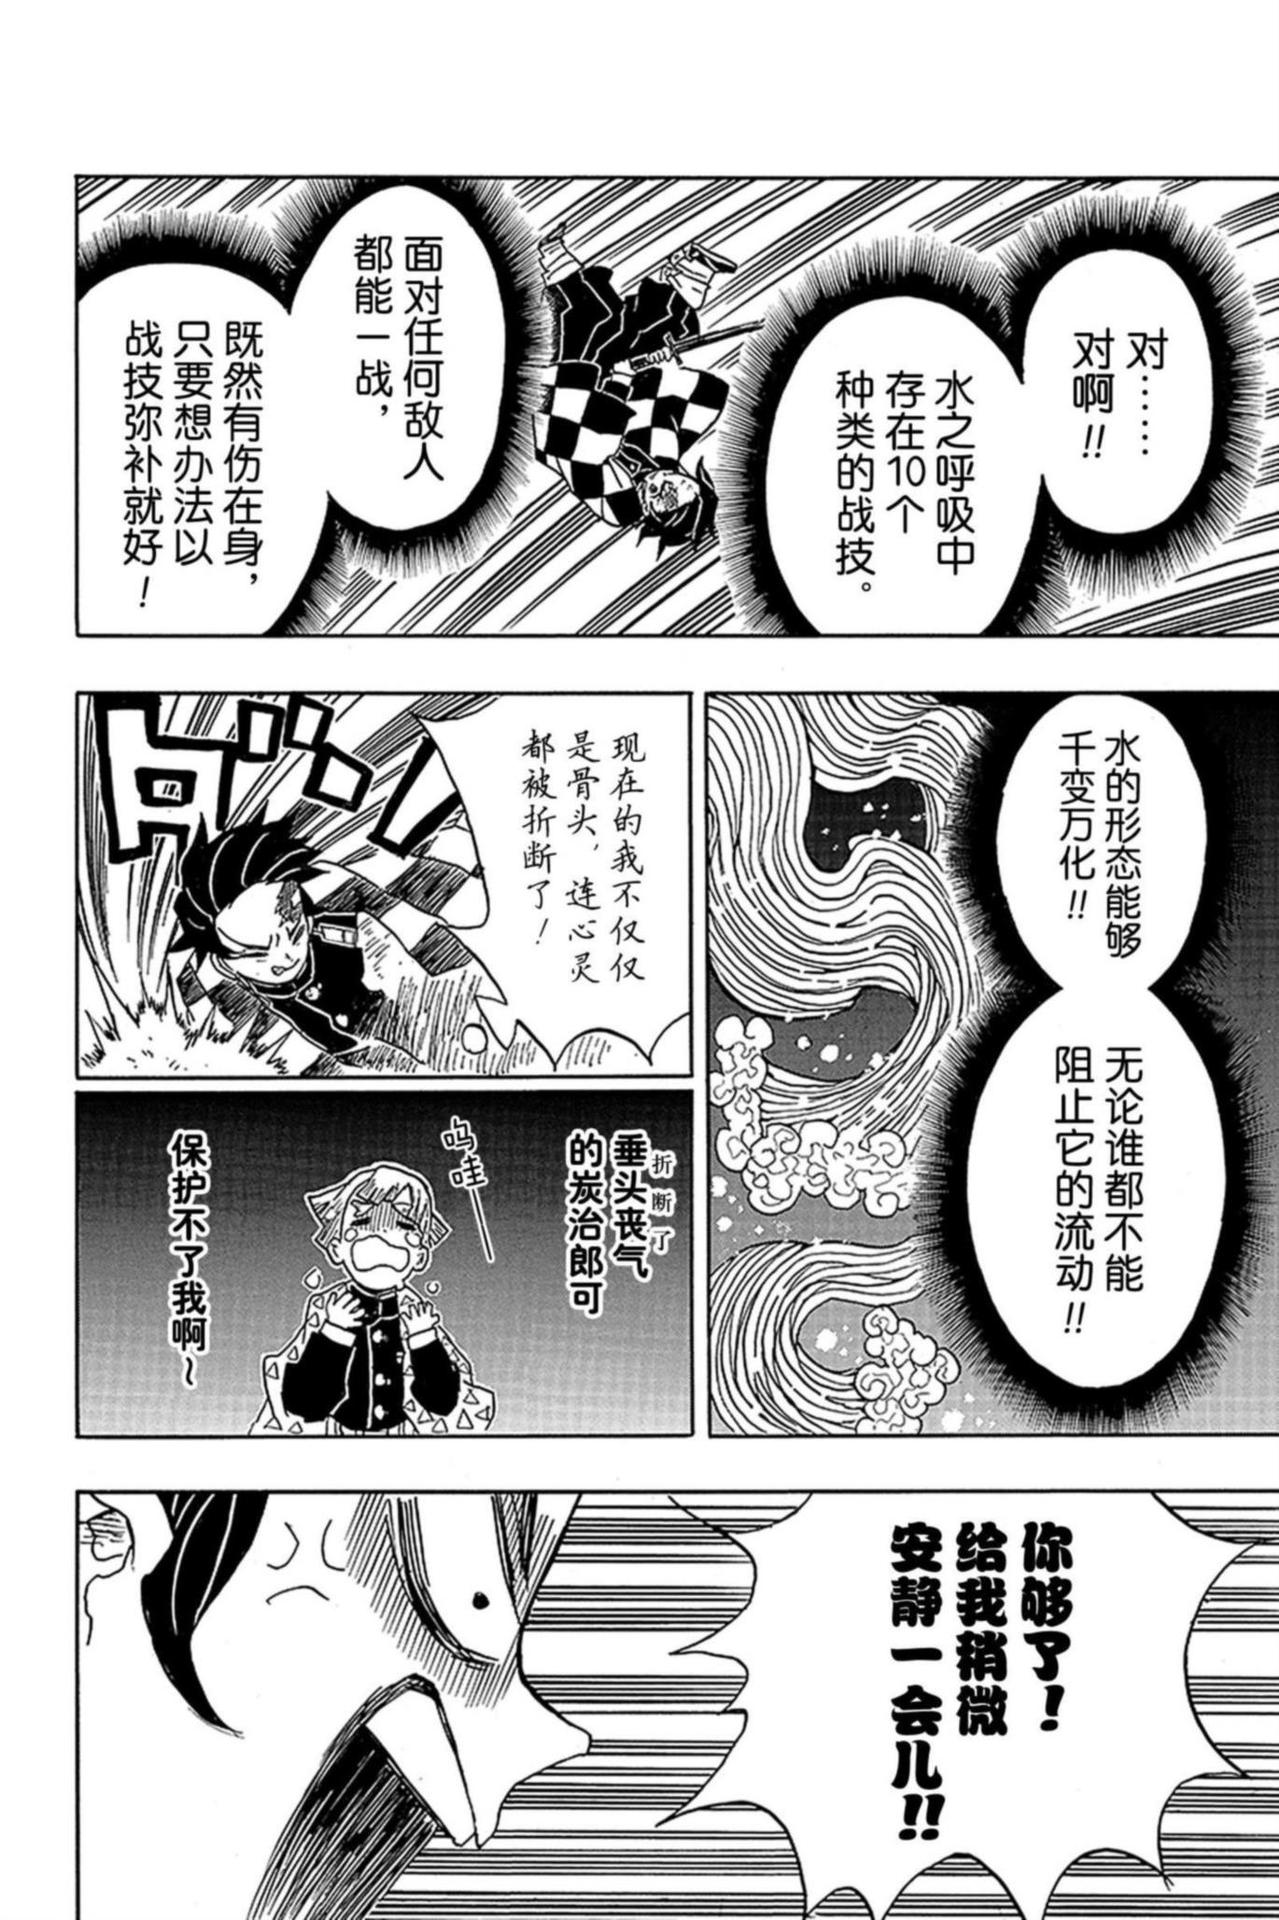 对……
对啊!!
水之呼吸中
存在10个
种类的战技。
面对任何敌人
都能一战,
既然有伤在身,
只要想办法以
战技弥补就好!
水的形态能够
千变万化!!
无论谁都不能
阻止它的流动!!
现在的我不仅仅
是骨头,连心灵
都被折断了!
折断了
垂头丧气
的炭治郎可
呜哇——
保护不了我啊~
你够了!
给我稍微
安静一会儿!!